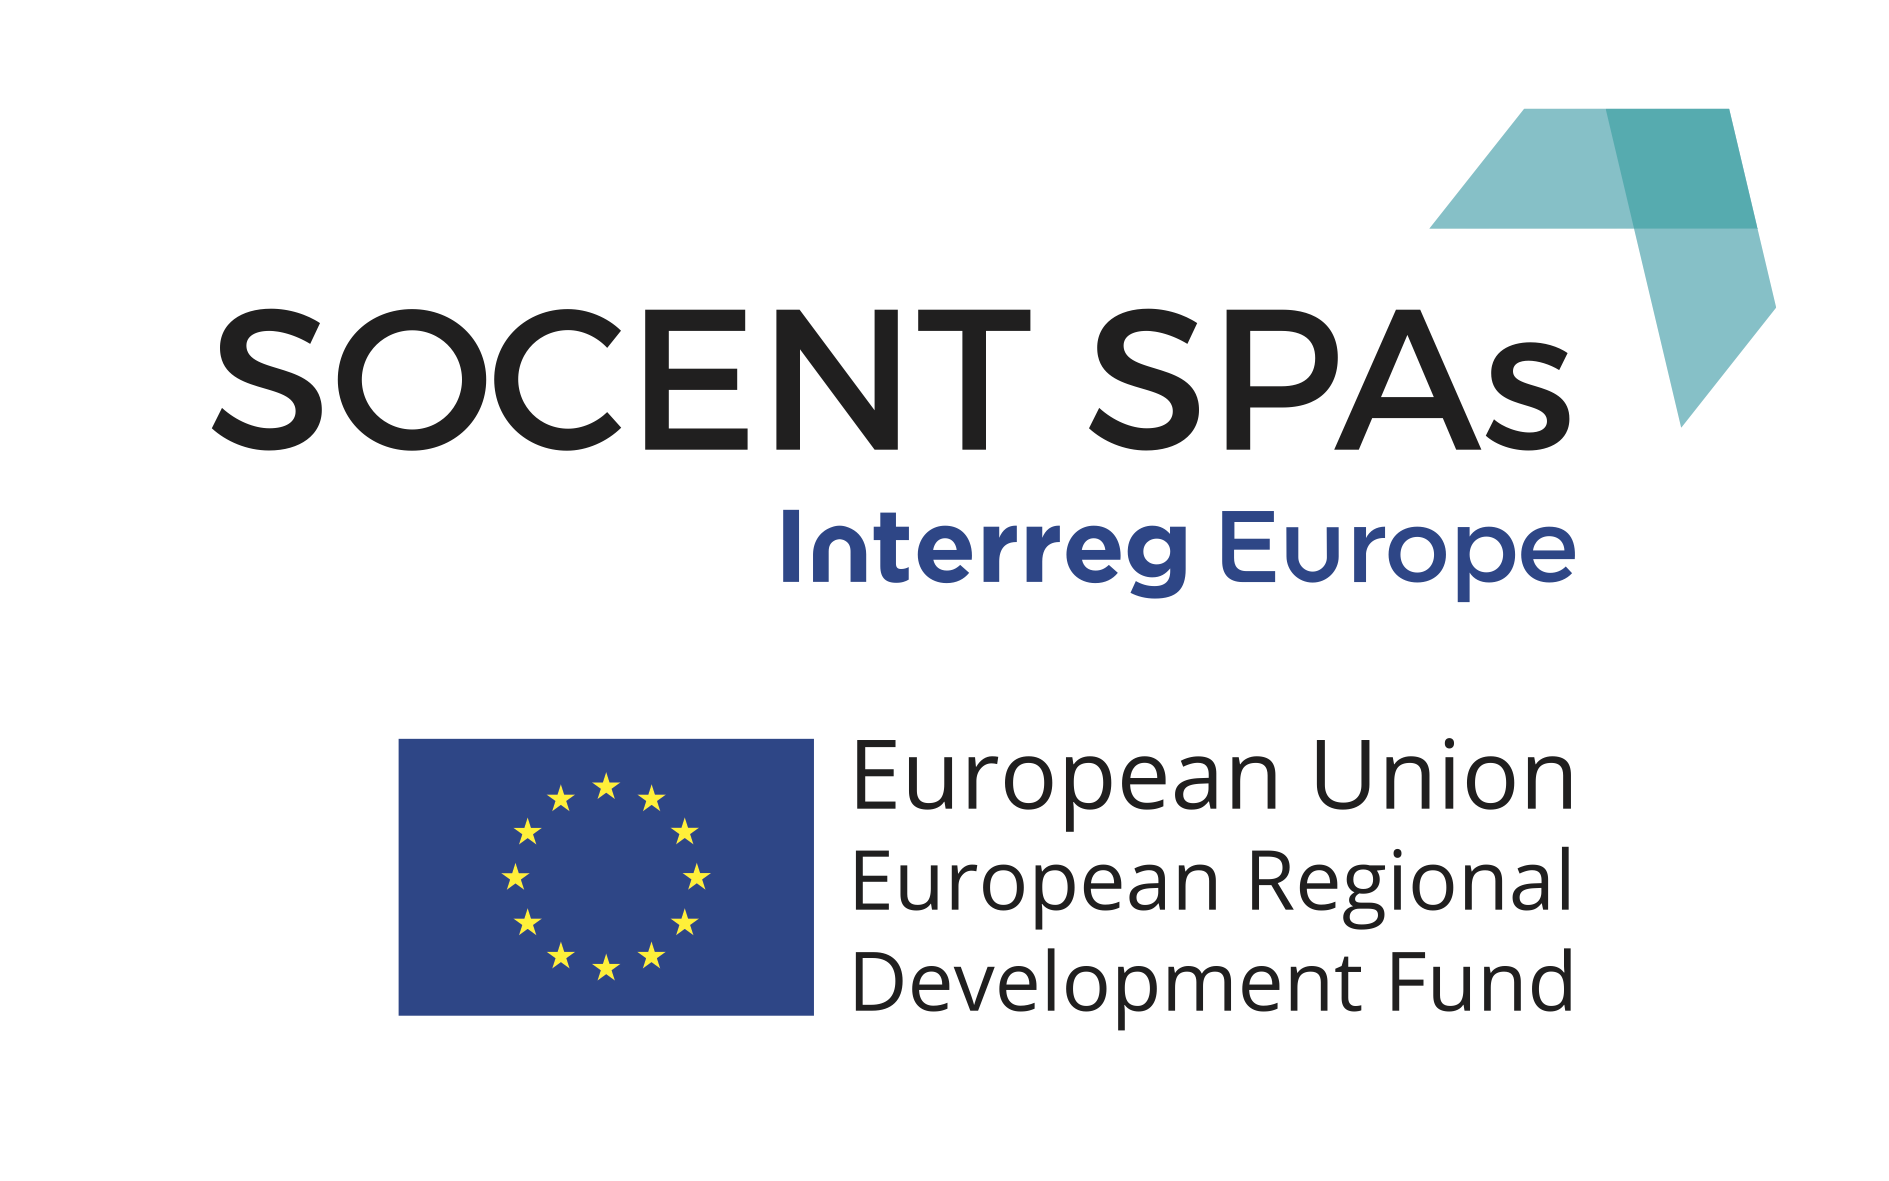 SOCENT SPAs
Interreg Europe
European Union
European Regional
Development Fund